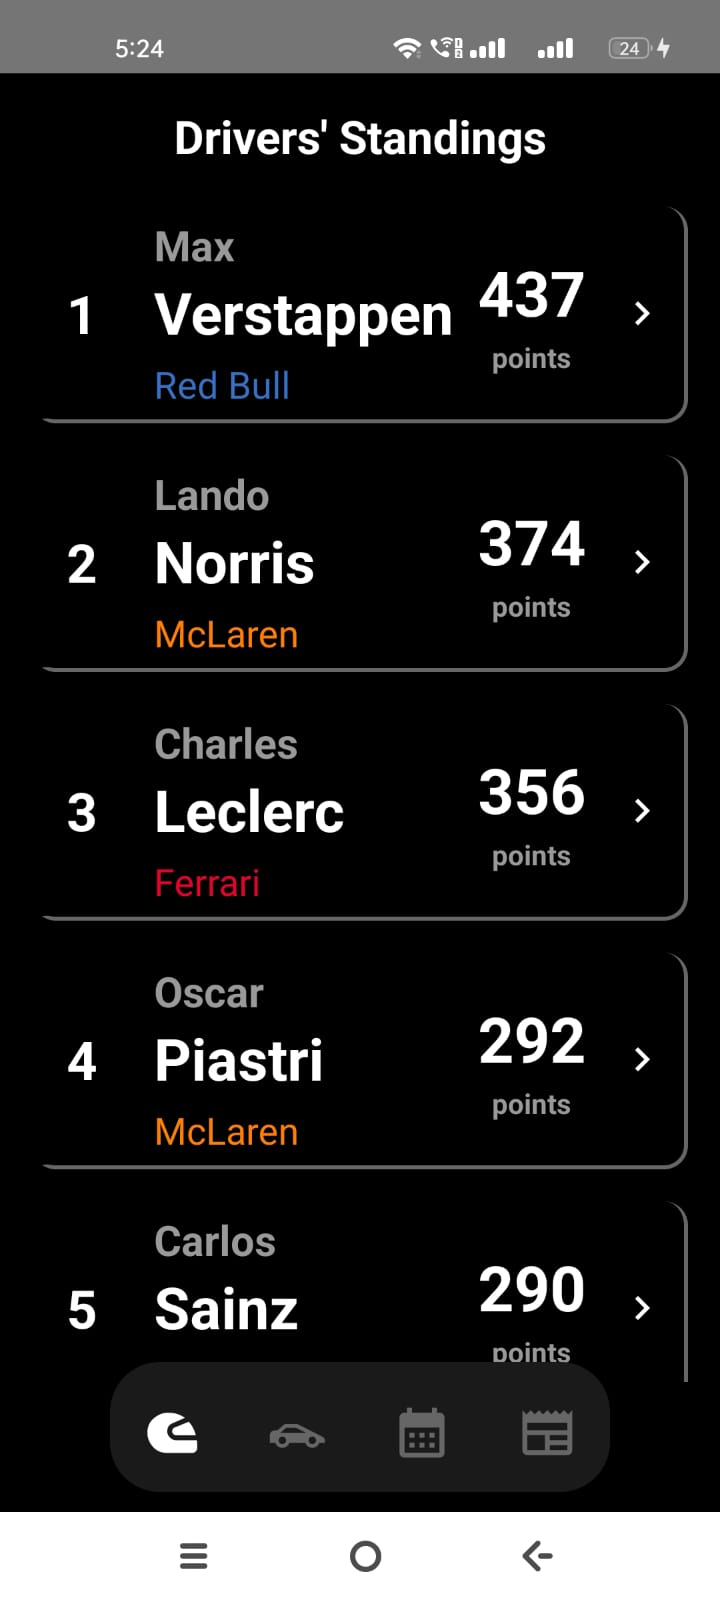 5:24
24
Drivers' Standings
Max
1 Verstappen 437
points
Red Bull
Lando
2 Norris 374
points
McLaren
Charles
3 Leclerc 356
points
Ferrari
Oscar
4 Piastri 292
points
McLaren
Carlos
5 Sainz 290
points